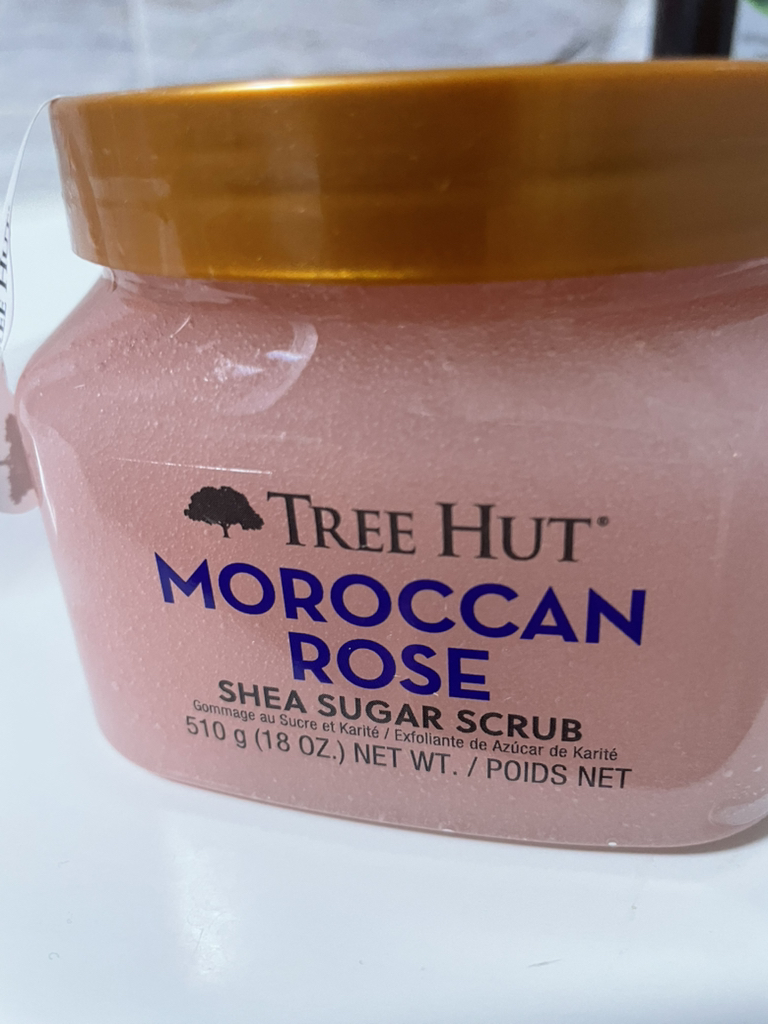 TREE HUT®
MOROCCAN
ROSE
SHEA SUGAR SCRUB
Gommage au Sucre et Karité / Exfoliante de Azúcar de Karité
510 g (18 OZ.) NET WT. / POIDS NET